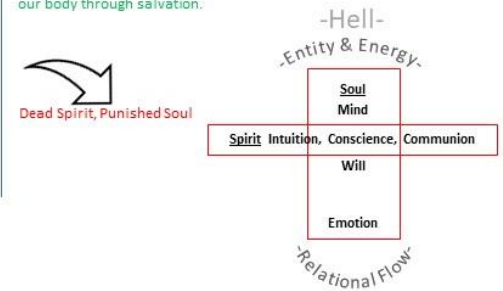 our body through salvation.
-Hell-
-Entity & Energy-
Soul
Mind
Dead Spirit, Punished Soul
Spirit Intuition, Conscience, Communion
Will
Emotion
-Relational Flow-